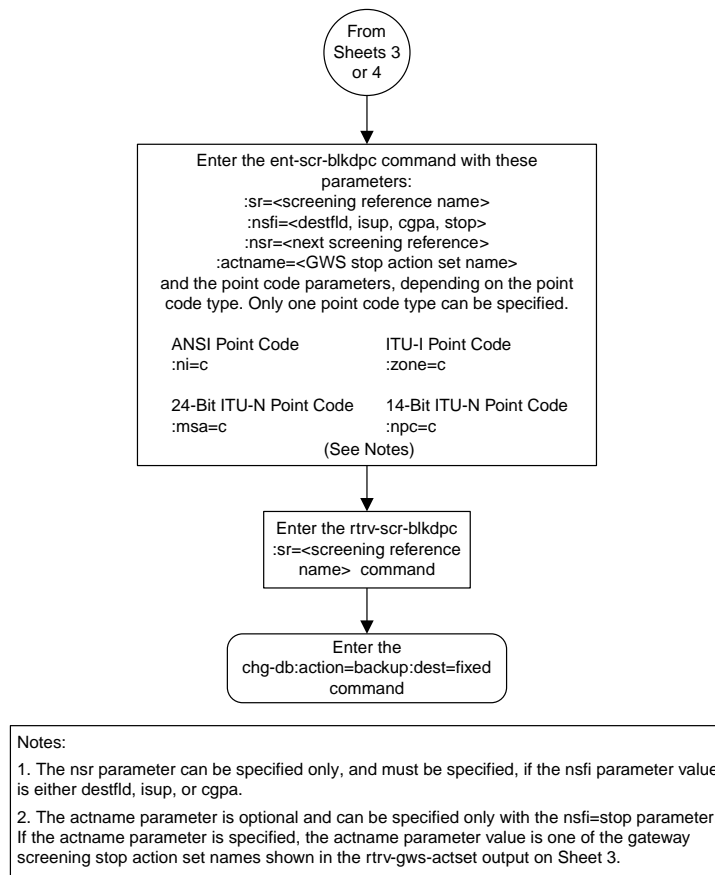 From
Sheets 3
or 4
Enter the ent-scr-blkdpc command with these
parameters:
:sr=<screening reference name>
:nsfi=<destfld, isup, cgpa, stop>
:nsr=<next screening reference>
:actname=<GWS stop action set name>
and the point code parameters, depending on the point
code type. Only one point code type can be specified.
ANSI Point Code
:ni=c
ITU-I Point Code
:zone=c
24-Bit ITU-N Point Code
:msa=c
14-Bit ITU-N Point Code
:npc=c
(See Notes)
Enter the rtrv-scr-blkdpc
:sr=<screening reference
name> command
Enter the
chg-db:action=backup:dest=fixed
command
Notes:
1. The nsr parameter can be specified only, and must be specified, if the nsfi parameter value
is either destfld, isup, or cgpa.
2. The actname parameter is optional and can be specified only with the nsfi=stop parameter
If the actname parameter is specified, the actname parameter value is one of the gateway
screening stop action set names shown in the rtrv-gws-actset output on Sheet 3.